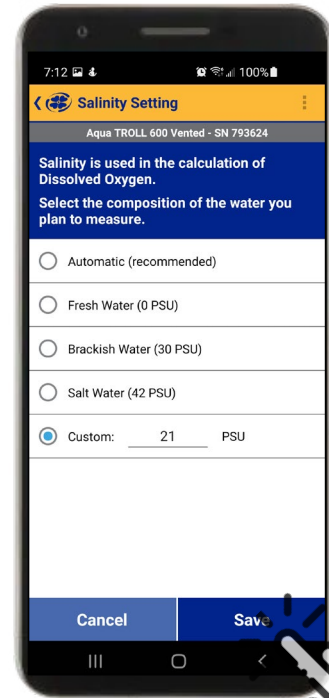 7:12 100%
Salinity Setting
Aqua TROLL 600 Vented - SN 793624
Salinity is used in the calculation of
Dissolved Oxygen.
Select the composition of the water you
plan to measure.
Automatic (recommended)
Fresh Water (0 PSU)
Brackish Water (30 PSU)
Salt Water (42 PSU)
Custom: 21 PSU
Cancel Save